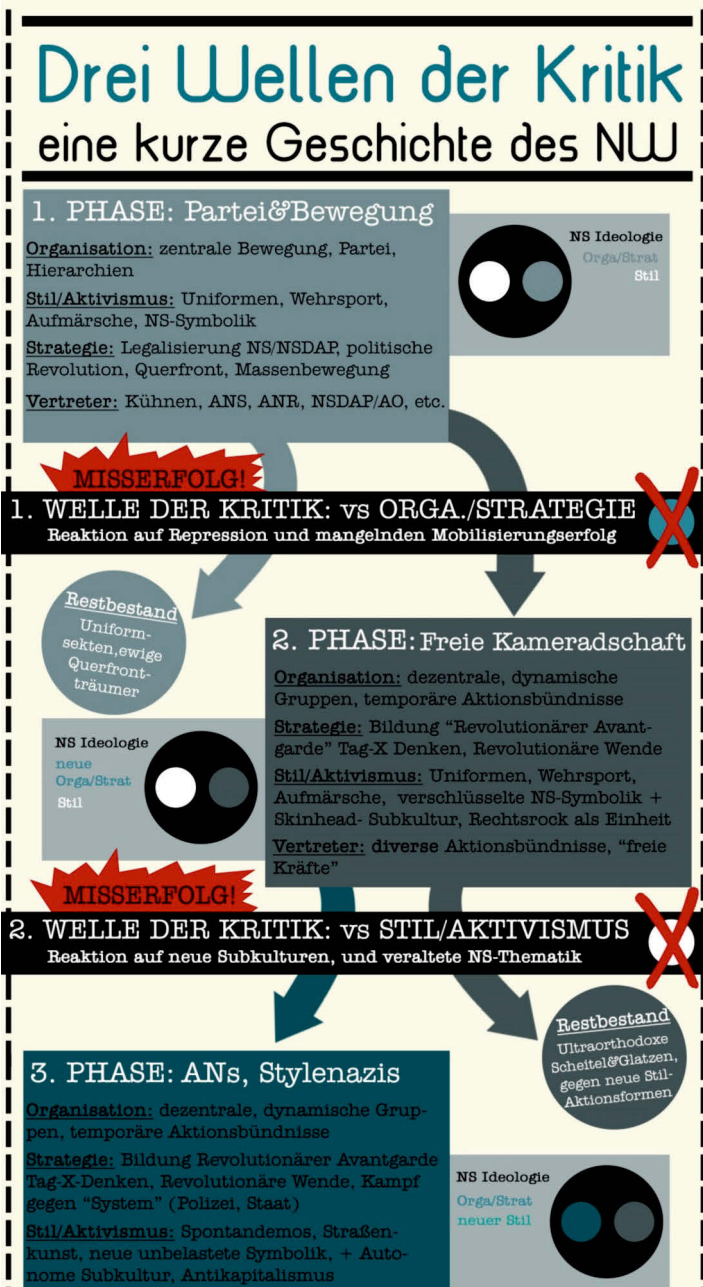 Drei Wellen der Kritik
eine kurze Geschichte des NW
1. PHASE: Partei&Bewegung
Organisation: zentrale Bewegung, Partei,
Hierarchien
Stil/Aktivismus: Uniformen, Wehrsport,
Aufmärsche, NS-Symbolik
Strategie: Legalisierung NS/NSDAP, politische
Revolution, Querfront, Massenbewegung
Vertreter: Kühnen, ANS, ANR, NSDAP/AO, etc.
NS Ideologie
Orga/Strat
Stil
MISSERFOLG!
1. WELLE DER KRITIK: vs ORGA./STRATEGIE
Reaktion auf Repression und mangelnden Mobilisierungserfolg
Restbestand
Uniform-
sekten,ewige
Querfront-
träumer
2. PHASE: Freie Kameradschaft
Organisation: dezentrale, dynamische
Gruppen, temporäre Aktionsbündnisse
Strategie: Bildung "Revolutionärer Avant-
garde" Tag-X Denken, Revolutionäre Wende
Stil/Aktivismus: Uniformen, Wehrsport,
Aufmärsche, verschlüsselte NS-Symbolik +
Skinhead- Subkultur, Rechtsrock als Einheit
Vertreter: diverse Aktionsbündnisse, "freie
Kräfte"
NS Ideologie
neue
Orga/Strat
Stil
MISSERFOLG!
2. WELLE DER KRITIK: vs STIL/AKTIVISMUS
Reaktion auf neue Subkulturen, und veraltete NS-Thematik
Restbestand
Ultraorthodoxe
Scheitel&Glatzen,
gegen neue Stil-
Aktionsformen
3. PHASE: ANs, Stylenazis
Organisation: dezentrale, dynamische Grup-
pen, temporäre Aktionsbündnisse
Strategie: Bildung Revolutionärer Avantgarde
Tag-X-Denken, Revolutionäre Wende, Kampf
gegen "System" (Polizei, Staat)
Stil/Aktivismus: Spontandemos, Straßen-
kunst, neue unbelastete Symbolik, + Auto-
nome Subkultur, Antikapitalismus
NS Ideologie
Orga/Strat
neuer Stil